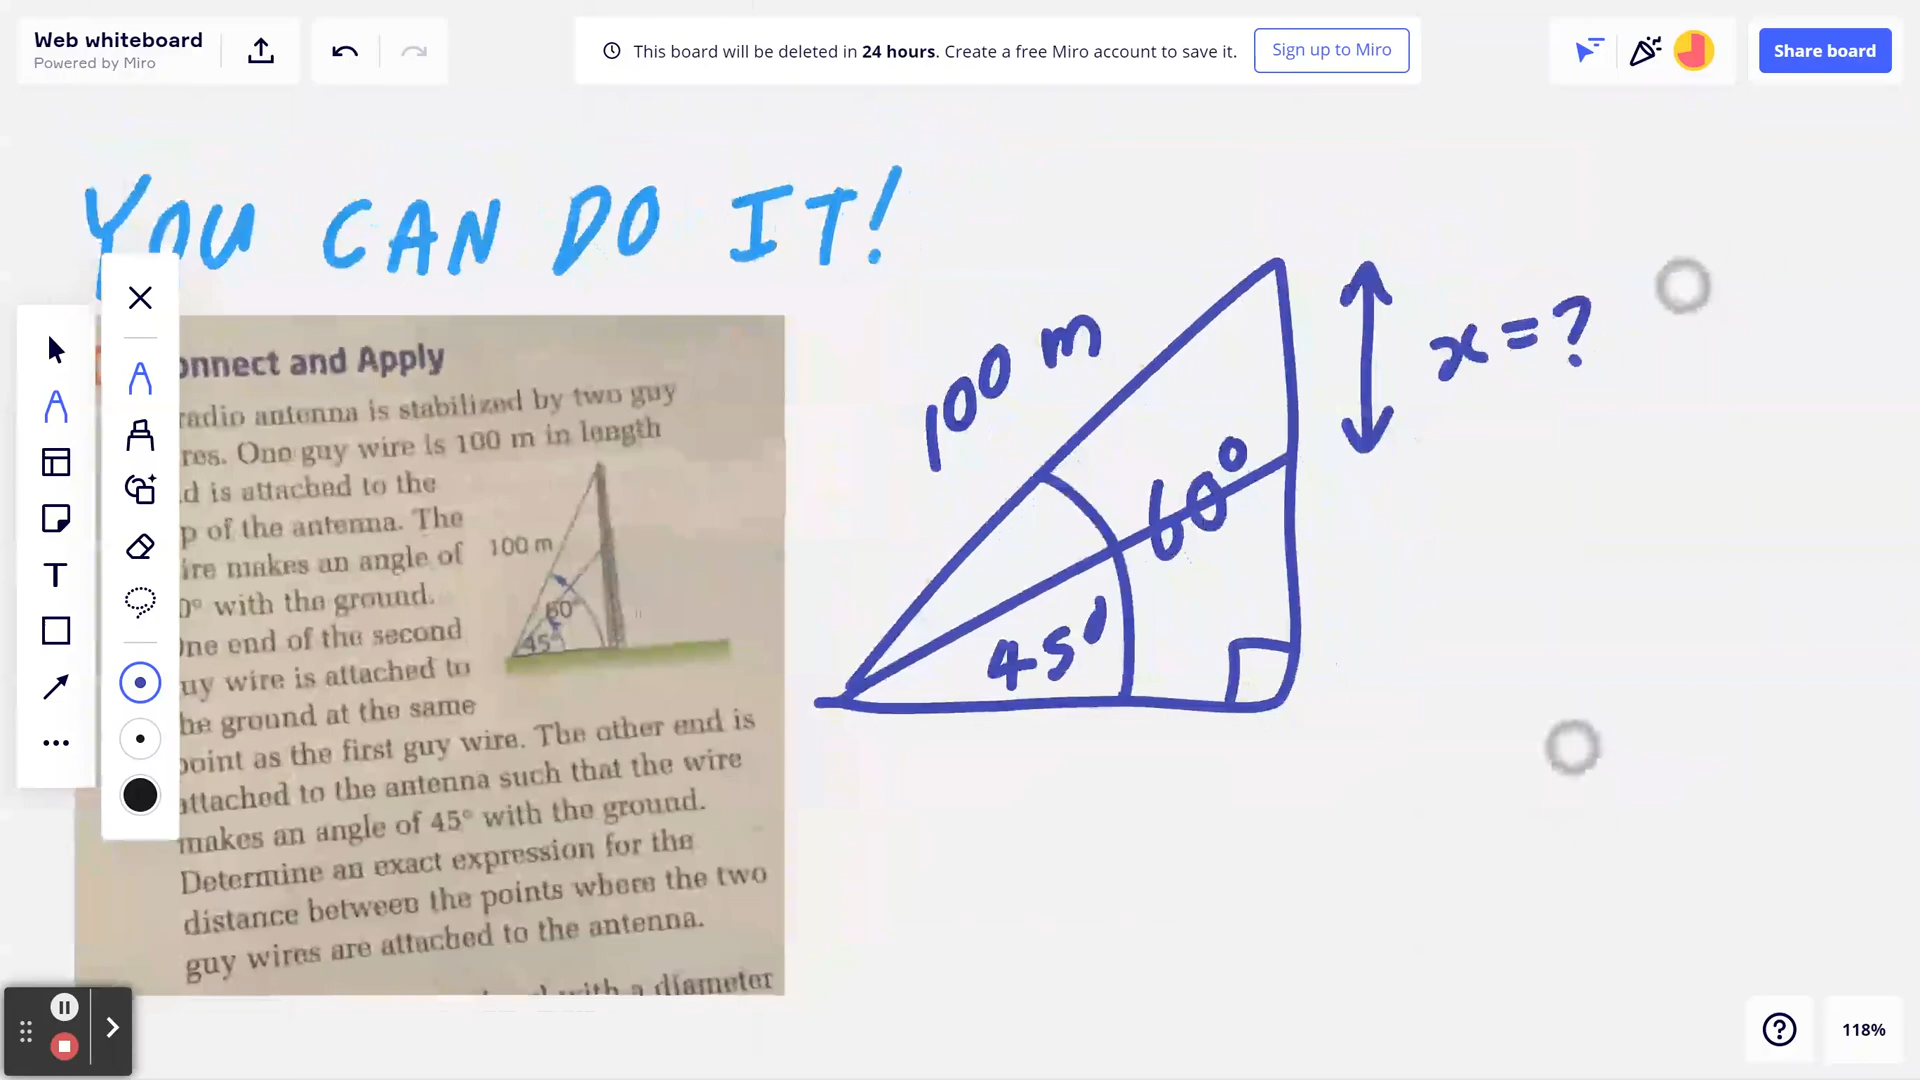 Web whiteboard
Powered by Miro
This board will be deleted in 24 hours. Create a free Miro account to save it.
Sign up to Miro
Share board
YOU CAN DO IT!
onnect and Apply
radio antenna is stabilized by two guy
res. One guy wire is 100 m in length
d is attached to the
p of the antenna. The
ire makes an angle of
0° with the ground.
ne end of the second
uy wire is attached to
he ground at the same
point as the first guy wire. The other end is
attached to the antenna such that the wire
makes an angle of 45° with the ground.
Determine an exact expression for the
distance between the points where the two
guy wires are attached to the antenna.
with a diameter
100 m
60°
45°
100 m
60°
45°
x = ?
T
118%